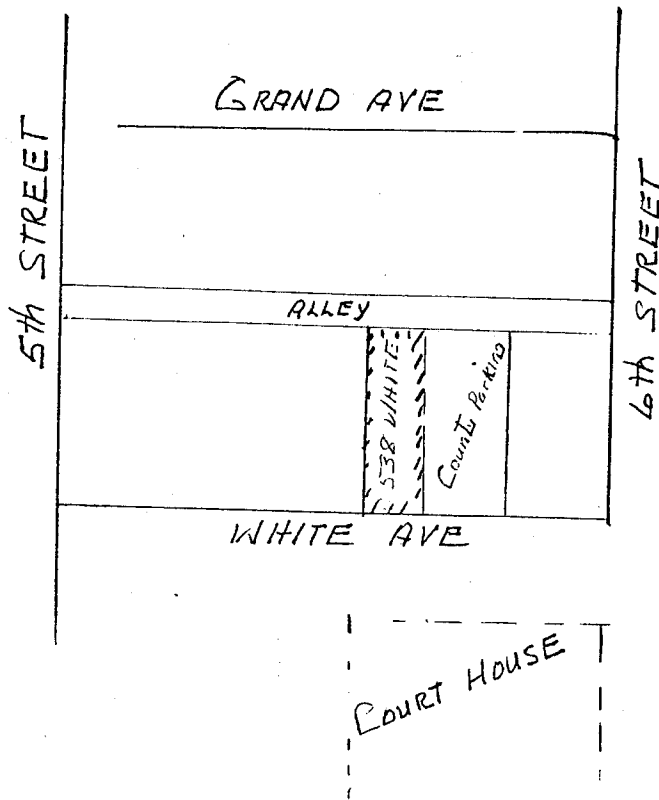 GRAND AVE
5th STREET
6th STREET
ALLEY
538 WHITE
County Parking
WHITE AVE
COURT HOUSE